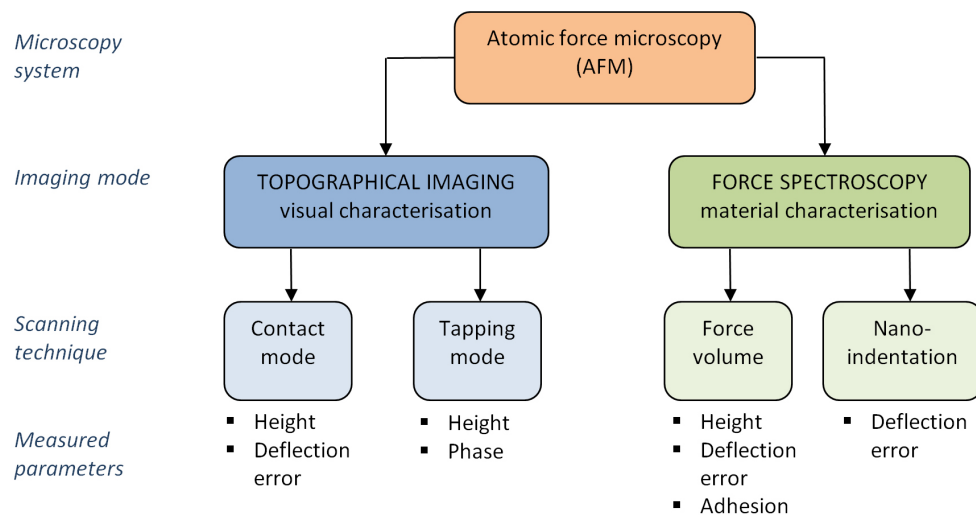 Microscopy
system
Atomic force microscopy
(AFM)
Imaging mode
TOPOGRAPHICAL IMAGING
visual characterisation
FORCE SPECTROSCOPY
material characterisation
Scanning
technique
Contact
mode
Tapping
mode
Force
volume
Nano-
indentation
Measured
parameters
▪ Height
▪ Deflection
error
▪ Height
▪ Phase
▪ Height
▪ Deflection
error
▪ Adhesion
▪ Deflection
error